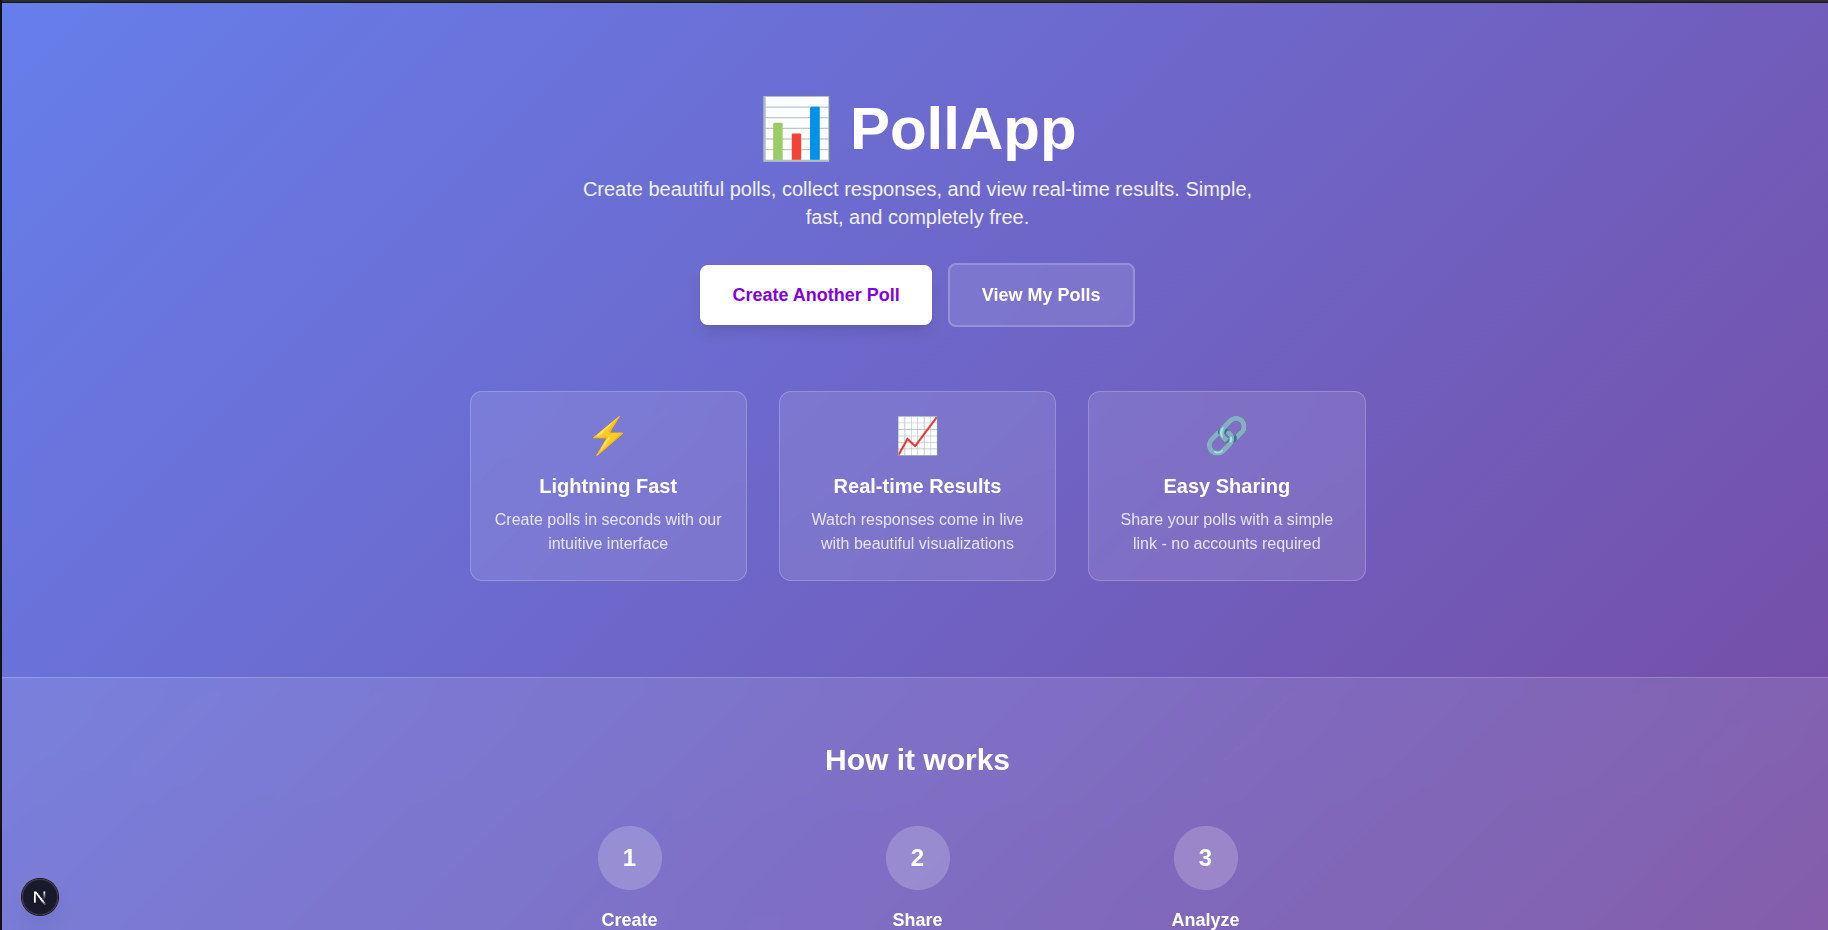 PollApp
Create beautiful polls, collect responses, and view real-time results. Simple,
fast, and completely free.
Create Another Poll
View My Polls
Lightning Fast
Create polls in seconds with our
intuitive interface
Real-time Results
Watch responses come in live
with beautiful visualizations
Easy Sharing
Share your polls with a simple
link - no accounts required
How it works
1
2
3
Create
Share
Analyze
N